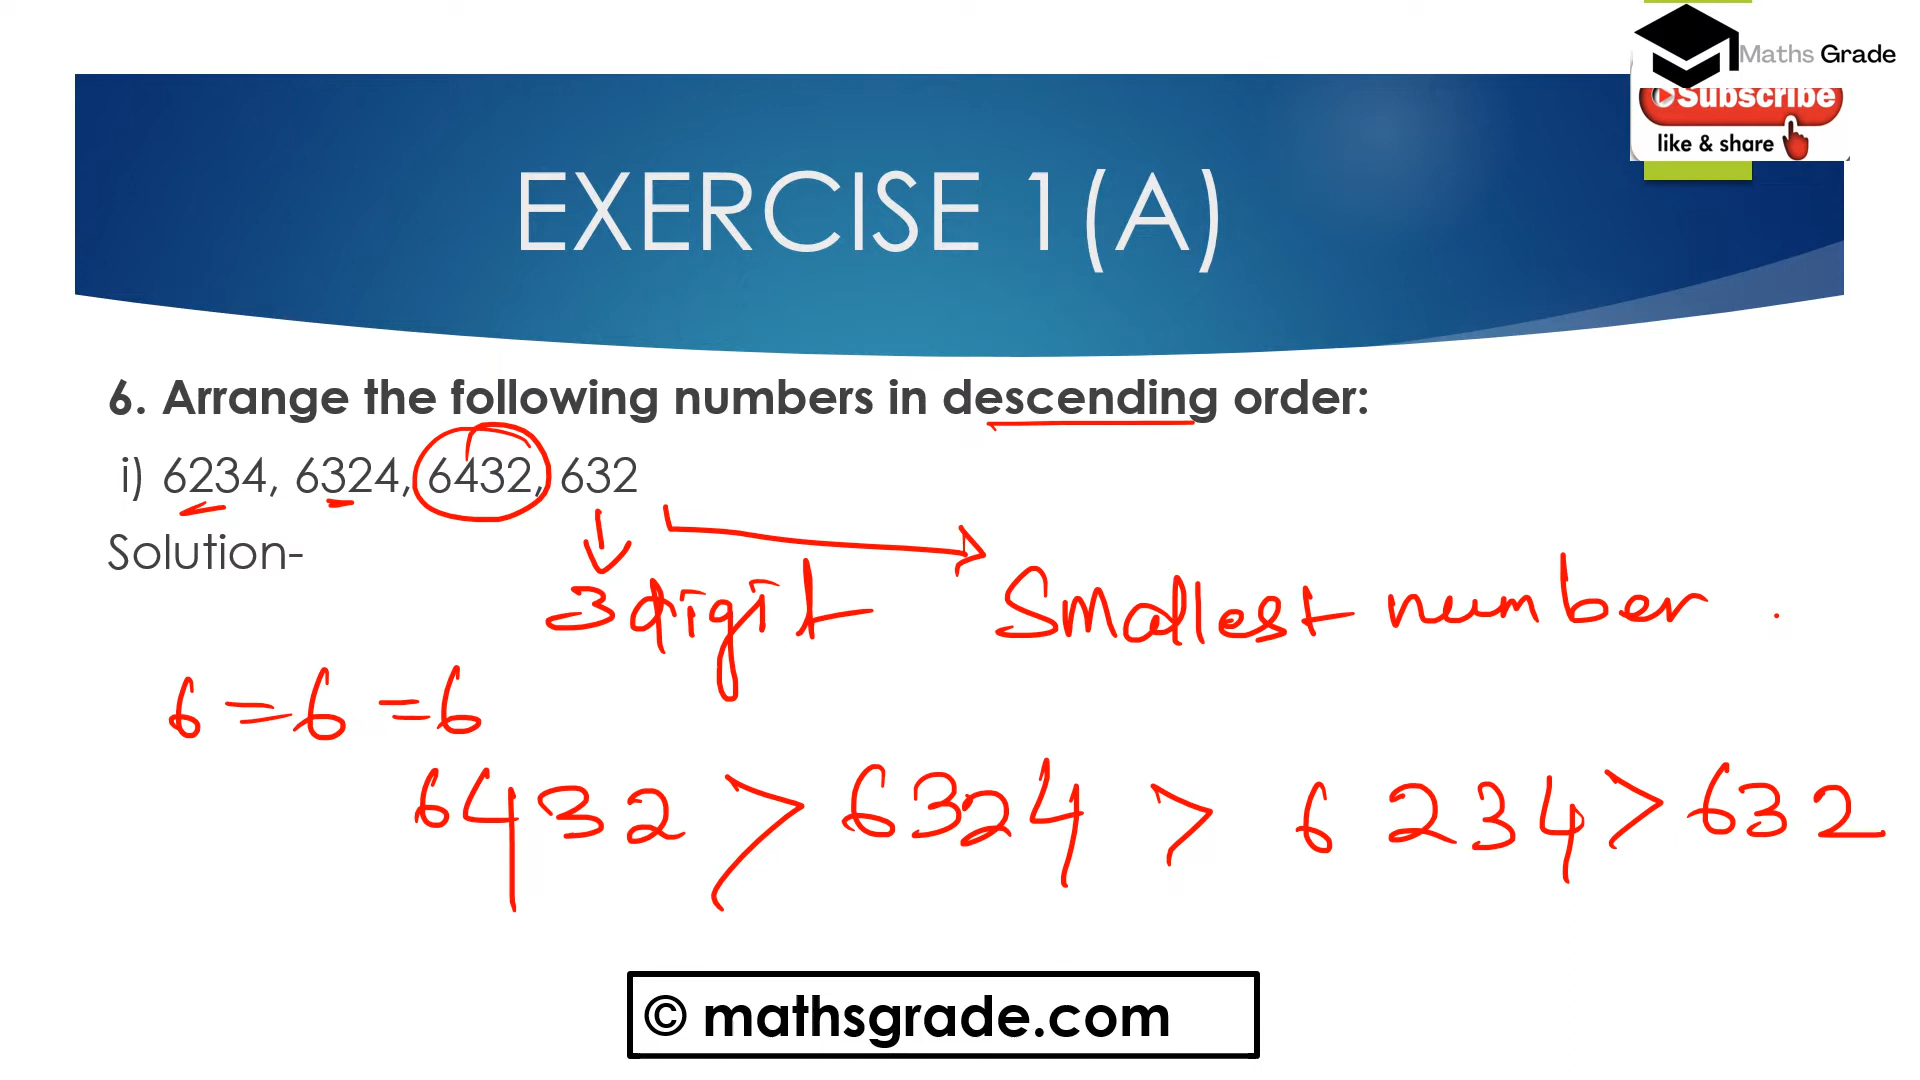 Maths Grade
Subscribe
like & share
EXERCISE 1(A)
6. Arrange the following numbers in descending order:
i) 6234, 6324, 6432, 632
Solution-
3 digit Smallest number .
6 = 6 = 6
6432 > 6324 > 6234 > 632
© mathsgrade.com